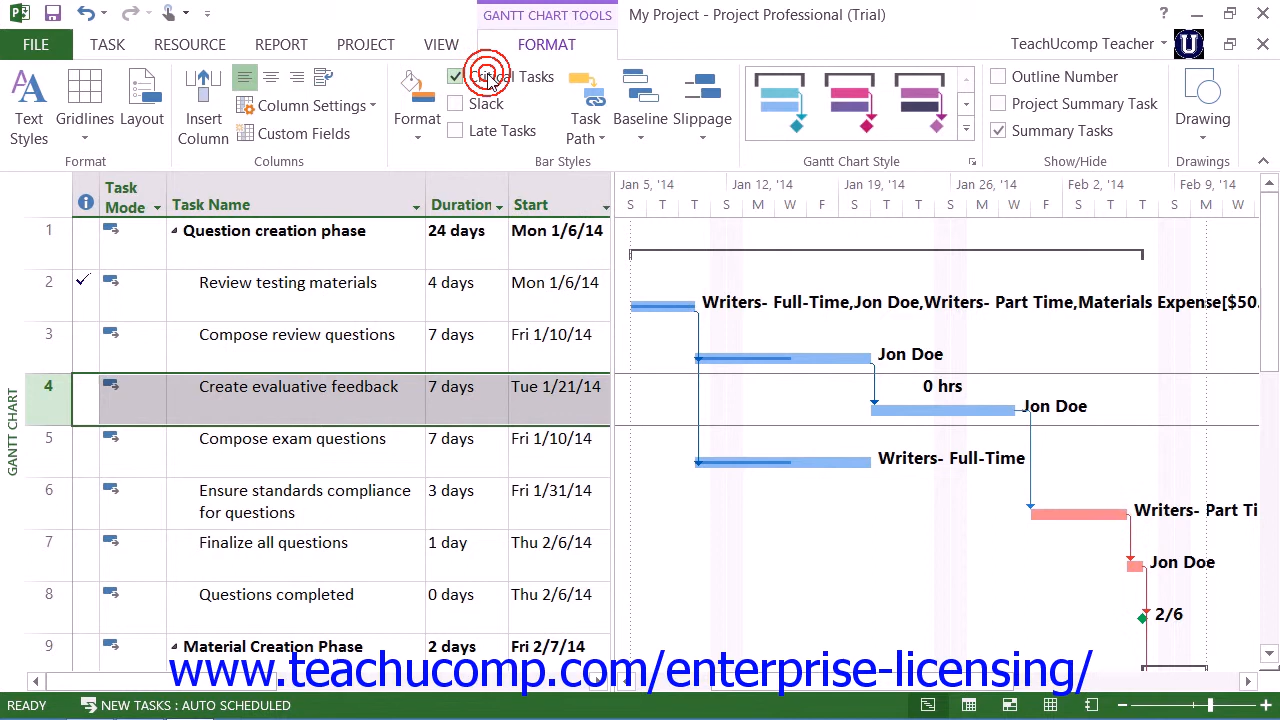 GANTT CHART TOOLS
My Project - Project Professional (Trial)
FILE TASK RESOURCE REPORT PROJECT VIEW FORMAT
TeachUcomp Teacher
U
Text Styles
Gridlines
Layout
Format
Insert Column
Column Settings
Custom Fields
Columns
Format
Critical Tasks
Slack
Late Tasks
Task Path
Baseline
Slippage
Bar Styles
Gantt Chart Style
Outline Number
Project Summary Task
Summary Tasks
Show/Hide
Drawing
Drawings
Task Mode Task Name Duration Start
Jan 5, '14 Jan 12, '14 Jan 19, '14 Jan 26, '14 Feb 2, '14 Feb 9, '14
S T T S M W F S T T S M W F S T T S M W
1 Question creation phase 24 days Mon 1/6/14
2 Review testing materials 4 days Mon 1/6/14
Writers- Full-Time,Jon Doe,Writers- Part Time,Materials Expense[$50.
3 Compose review questions 7 days Fri 1/10/14
Jon Doe
4 Create evaluative feedback 7 days Tue 1/21/14
0 hrs
Jon Doe
5 Compose exam questions 7 days Fri 1/10/14
Writers- Full-Time
6 Ensure standards compliance 3 days Fri 1/31/14
for questions
Writers- Part Ti
7 Finalize all questions 1 day Thu 2/6/14
Jon Doe
8 Questions completed 0 days Thu 2/6/14
2/6
9 Material Creation Phase 2 days Fri 2/7/14
GANTT CHART
www.teachucomp.com/enterprise-licensing/
READY NEW TASKS : AUTO SCHEDULED